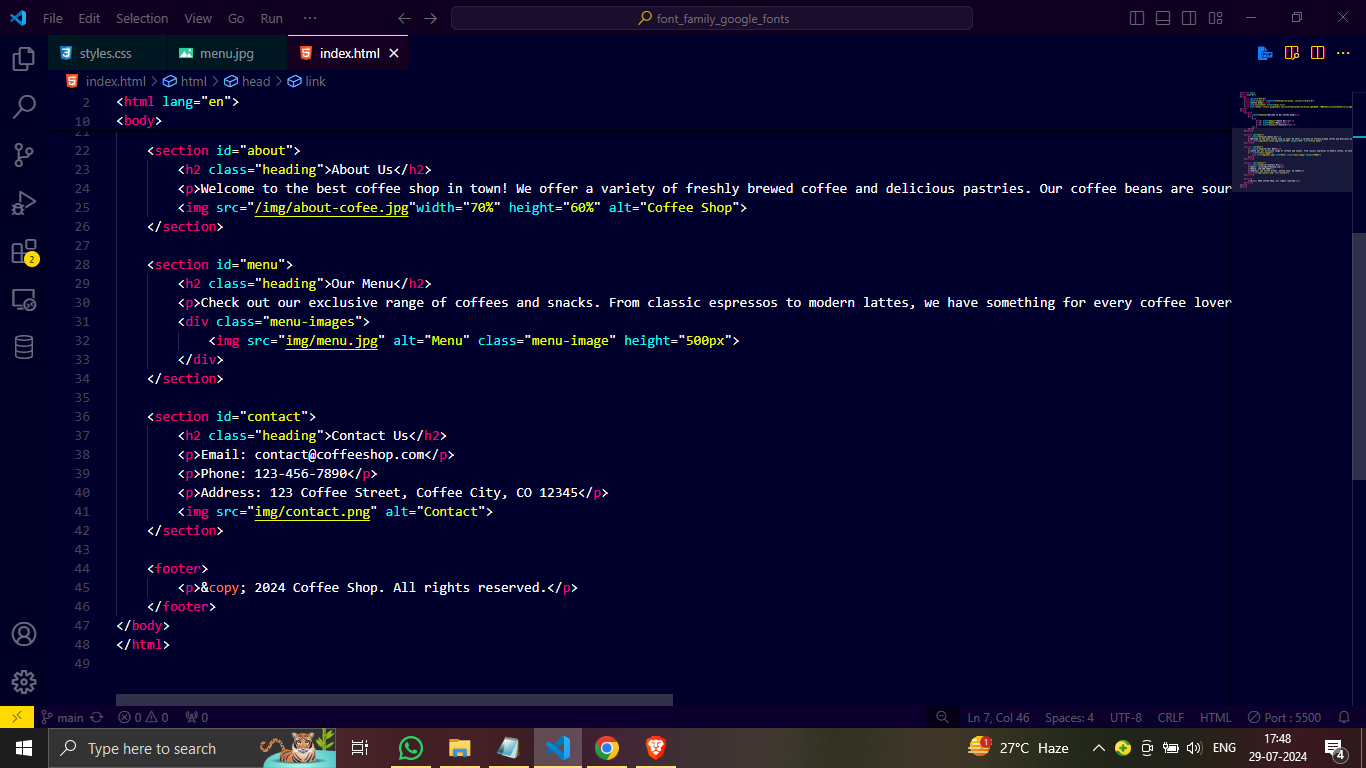 File Edit Selection View Go Run ··· font_family_google_fonts
styles.css menu.jpg index.html
index.html > html > head > link
2 <html lang="en">
10 <body>
21
22 <section id="about">
23 <h2 class="heading">About Us</h2>
24 <p>Welcome to the best coffee shop in town! We offer a variety of freshly brewed coffee and delicious pastries. Our coffee beans are sour
25 <img src="/img/about-cofee.jpg"width="70%" height="60%" alt="Coffee Shop">
26 </section>
27
28 <section id="menu">
29 <h2 class="heading">Our Menu</h2>
30 <p>Check out our exclusive range of coffees and snacks. From classic espressos to modern lattes, we have something for every coffee lover
31 <div class="menu-images">
32 <img src="img/menu.jpg" alt="Menu" class="menu-image" height="500px">
33 </div>
34 </section>
35
36 <section id="contact">
37 <h2 class="heading">Contact Us</h2>
38 <p>Email: contact@coffeeshop.com</p>
39 <p>Phone: 123-456-7890</p>
40 <p>Address: 123 Coffee Street, Coffee City, CO 12345</p>
41 <img src="img/contact.png" alt="Contact">
42 </section>
43
44 <footer>
45 <p>&copy; 2024 Coffee Shop. All rights reserved.</p>
46 </footer>
47 </body>
48 </html>
49
2
main 0 0 0 Ln 7, Col 46 Spaces: 4 UTF-8 CRLF HTML Port : 5500
Type here to search 1 27°C Haze ENG 17:48 4
29-07-2024